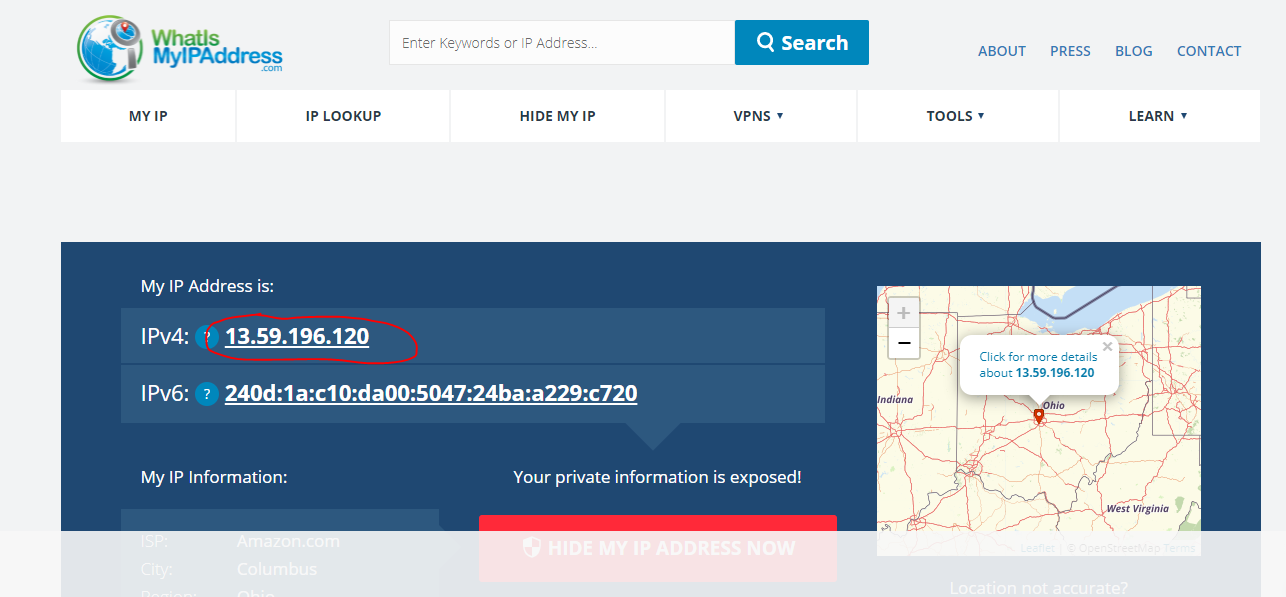 WhatIs
MyIPAddress
.com
Enter Keywords or IP Address...
Search
ABOUT PRESS BLOG CONTACT
MY IP IP LOOKUP HIDE MY IP VPNS ▼ TOOLS ▼ LEARN ▼
My IP Address is:
IPv4: ? 13.59.196.120
IPv6: ? 240d:1a:c10:da00:5047:24ba:a229:c720
My IP Information:
ISP: Amazon.com
City: Columbus
Region: Ohio
Your private information is exposed!
HIDE MY IP ADDRESS NOW
+
−
Click for more details
about 13.59.196.120
×
Indiana
Ohio
West Virginia
Leaflet | © OpenStreetMap Terms
Location not accurate?